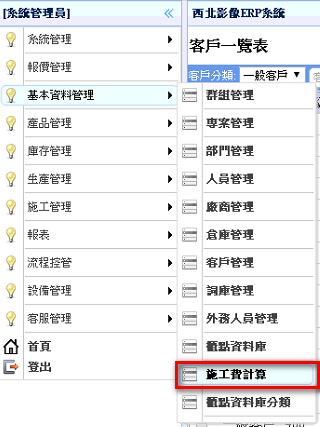 [系統管理員]
西北影像ERP系統
系統管理
報價管理
基本資料管理
產品管理
庫存管理
生產管理
施工管理
報表
流程控管
設備管理
客服管理
首頁
登出
客戶一覽表
客戶分類: 一般客戶
群組管理
專案管理
部門管理
人員管理
廠商管理
倉庫管理
客戶管理
詞庫管理
外務人員管理
櫃點資料庫
施工費計算
櫃點資料庫分類